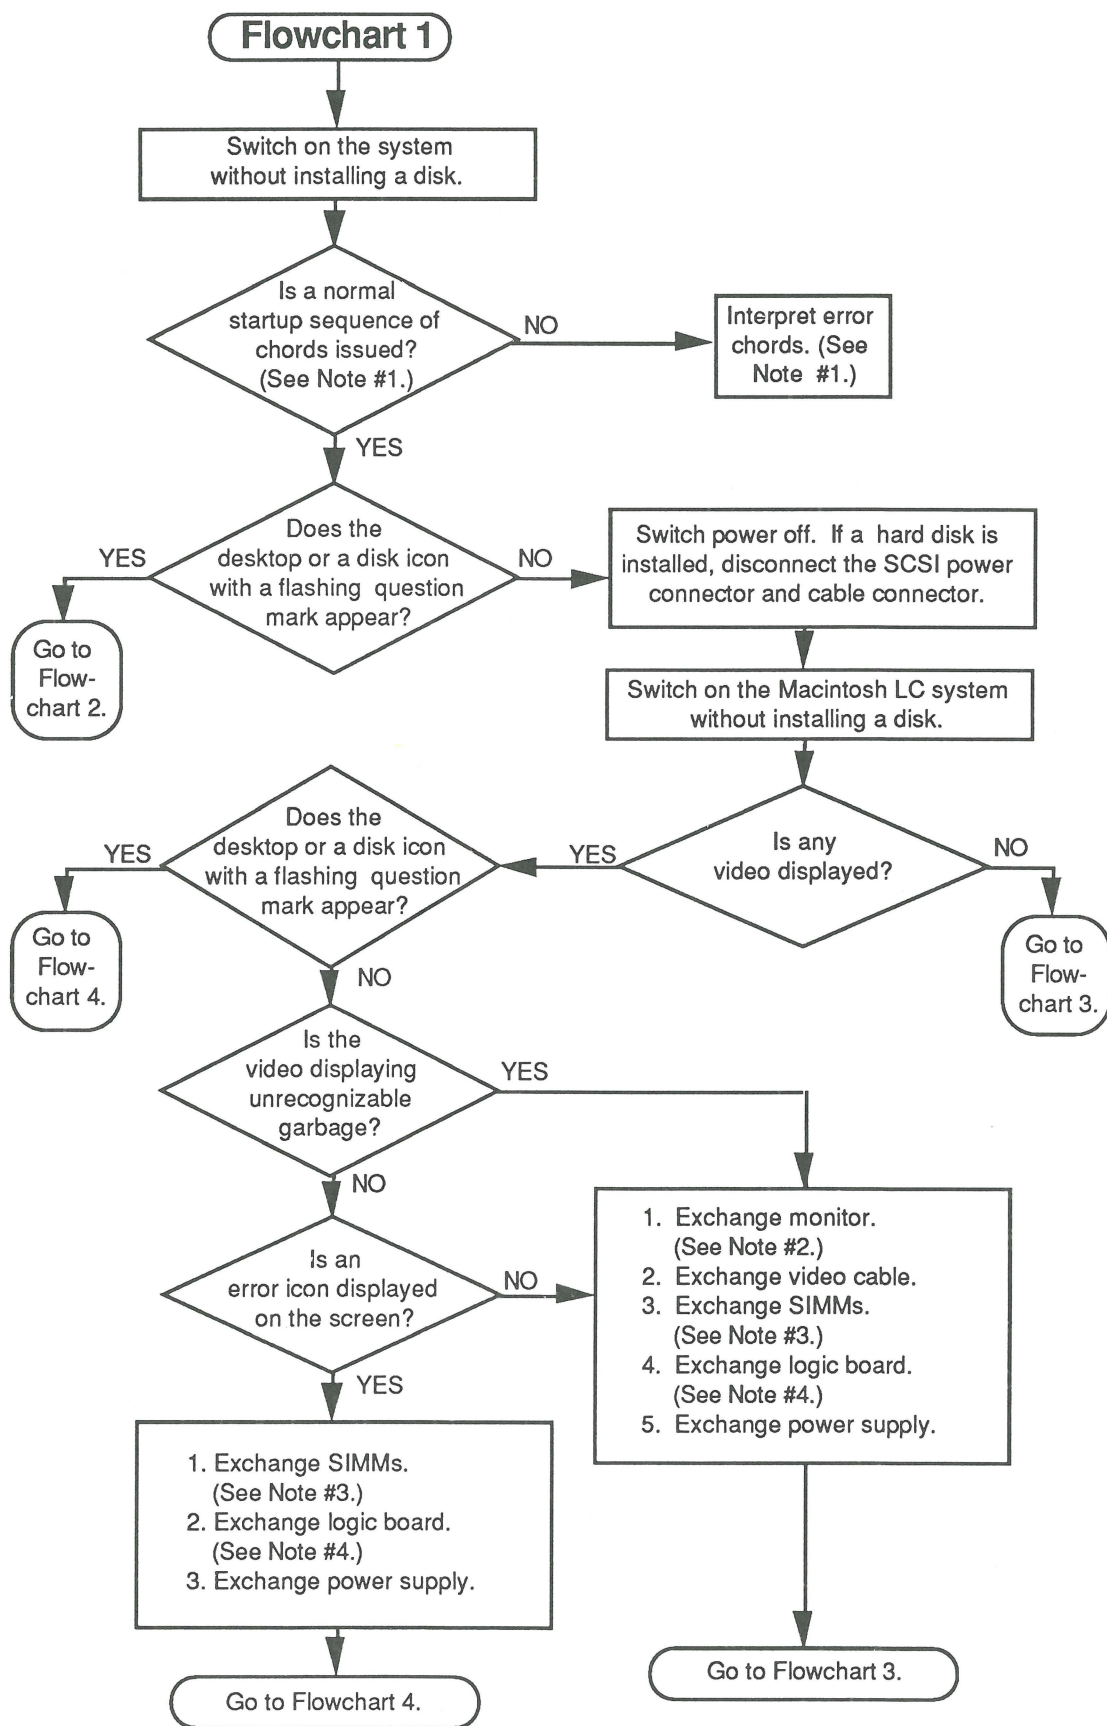 Flowchart 1
Switch on the system
without installing a disk.
Is a normal
startup sequence of
chords issued?
(See Note #1.)
NO
Interpret error
chords. (See
Note #1.)
YES
Does the
desktop or a disk icon
with a flashing question
mark appear?
YES
NO
Go to
Flow-
chart 2.
Switch power off. If a hard disk is
installed, disconnect the SCSI power
connector and cable connector.
Switch on the Macintosh LC system
without installing a disk.
Is any
video displayed?
YES
NO
Go to
Flow-
chart 3.
Does the
desktop or a disk icon
with a flashing question
mark appear?
YES
Go to
Flow-
chart 4.
NO
Is the
video displaying
unrecognizable
garbage?
YES
NO
Is an
error icon displayed
on the screen?
NO
YES
1. Exchange monitor.
(See Note #2.)
2. Exchange video cable.
3. Exchange SIMMs.
(See Note #3.)
4. Exchange logic board.
(See Note #4.)
5. Exchange power supply.
1. Exchange SIMMs.
(See Note #3.)
2. Exchange logic board.
(See Note #4.)
3. Exchange power supply.
Go to Flowchart 3.
Go to Flowchart 4.